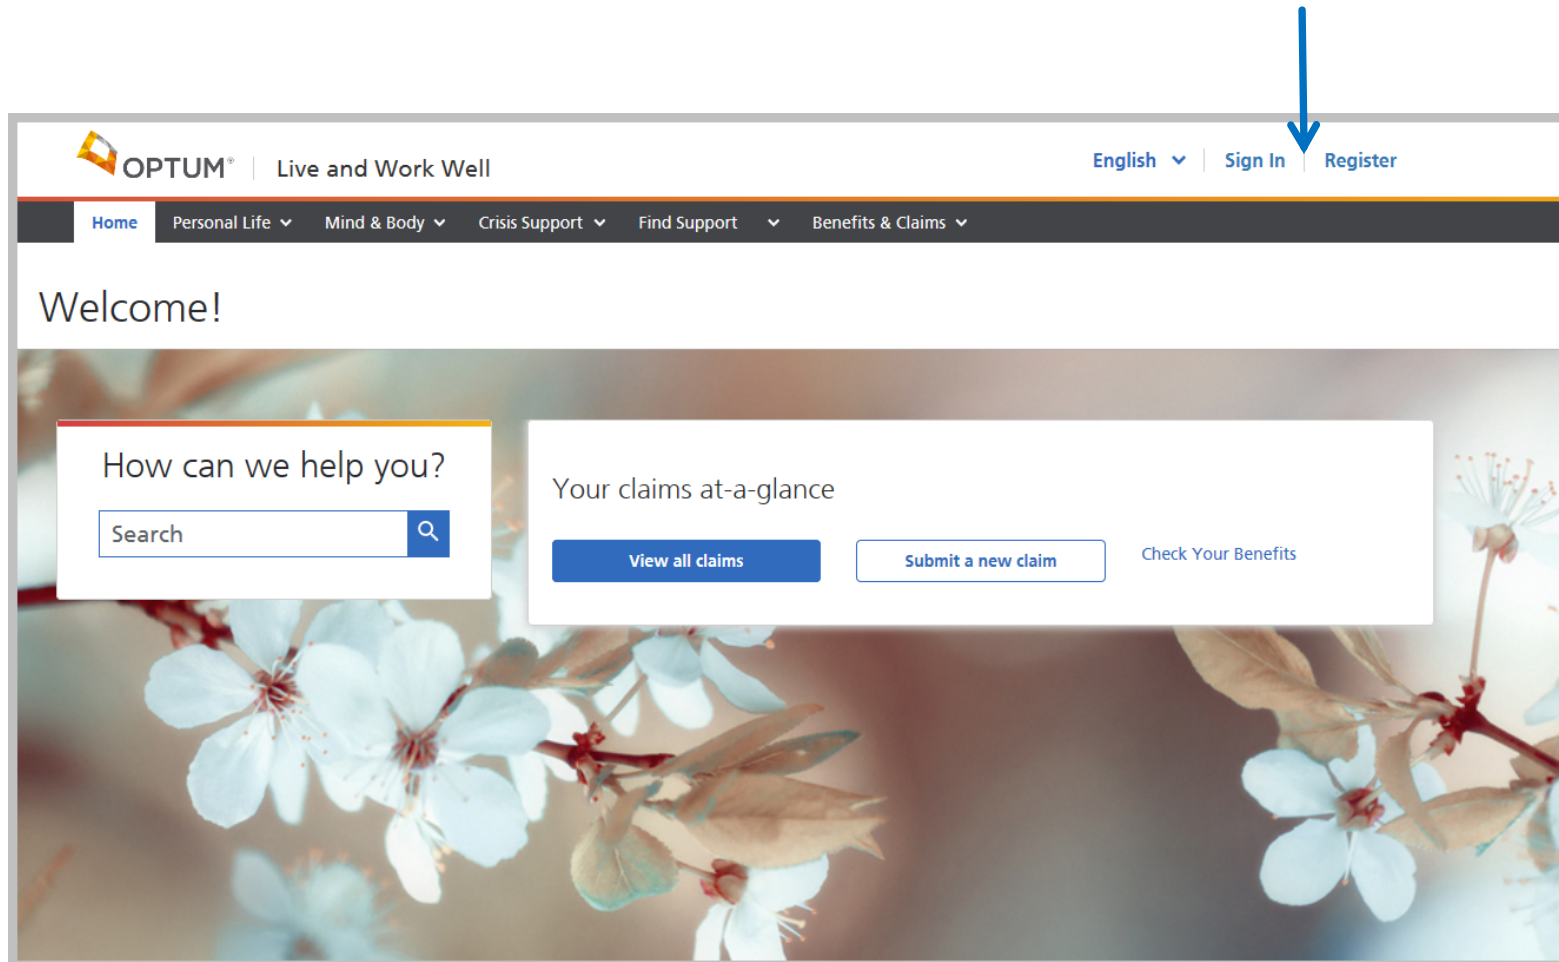 OPTUM® Live and Work Well English Sign In Register
Home Personal Life Mind & Body Crisis Support Find Support Benefits & Claims
Welcome!
How can we help you?
Search
Your claims at-a-glance
View all claims Submit a new claim Check Your Benefits